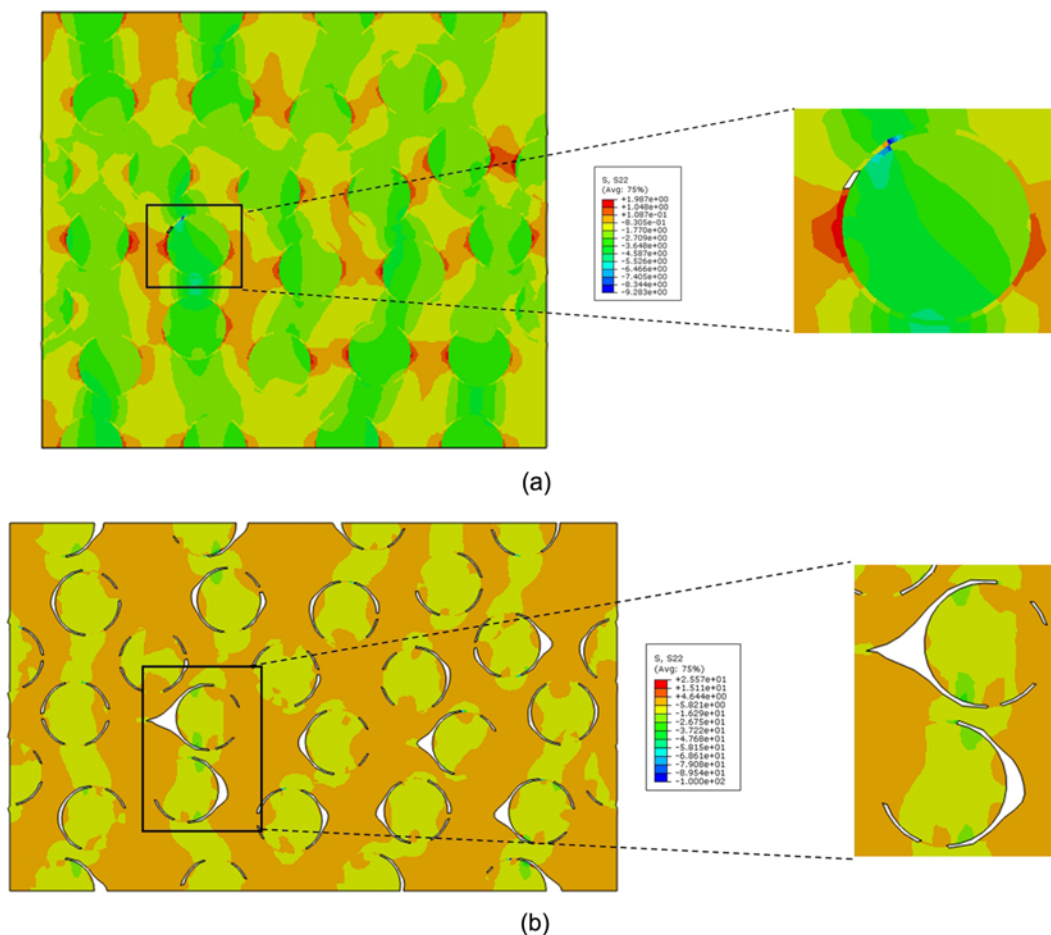 S, S22
(Avg: 75%)
+1.987e+00
+1.048e+00
+1.087e-01
-8.305e-01
-1.770e+00
-2.709e+00
-3.648e+00
-4.587e+00
-5.526e+00
-6.466e+00
-7.405e+00
-8.344e+00
-9.283e+00
(a)
S, S22
(Avg: 75%)
+2.557e+01
+1.511e+01
+4.644e+00
-5.821e+00
-1.629e+01
-2.675e+01
-3.722e+01
-4.768e+01
-5.815e+01
-6.861e+01
-7.908e+01
-8.954e+01
-1.000e+02
(b)